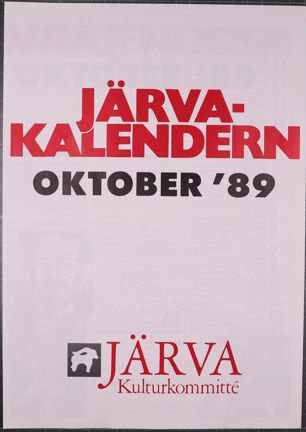 JÄRVA-
KALENDERN
OKTOBER '89
JÄRVA
Kulturkommitté